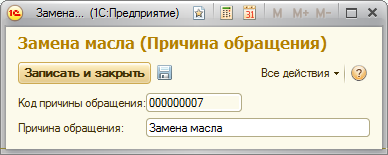 Замена... (1С:Предприятие) 31 M M+ M-
Замена масла (Причина обращения)
Записать и закрыть Все действия ?
Код причины обращения: 000000007
Причина обращения: Замена масла